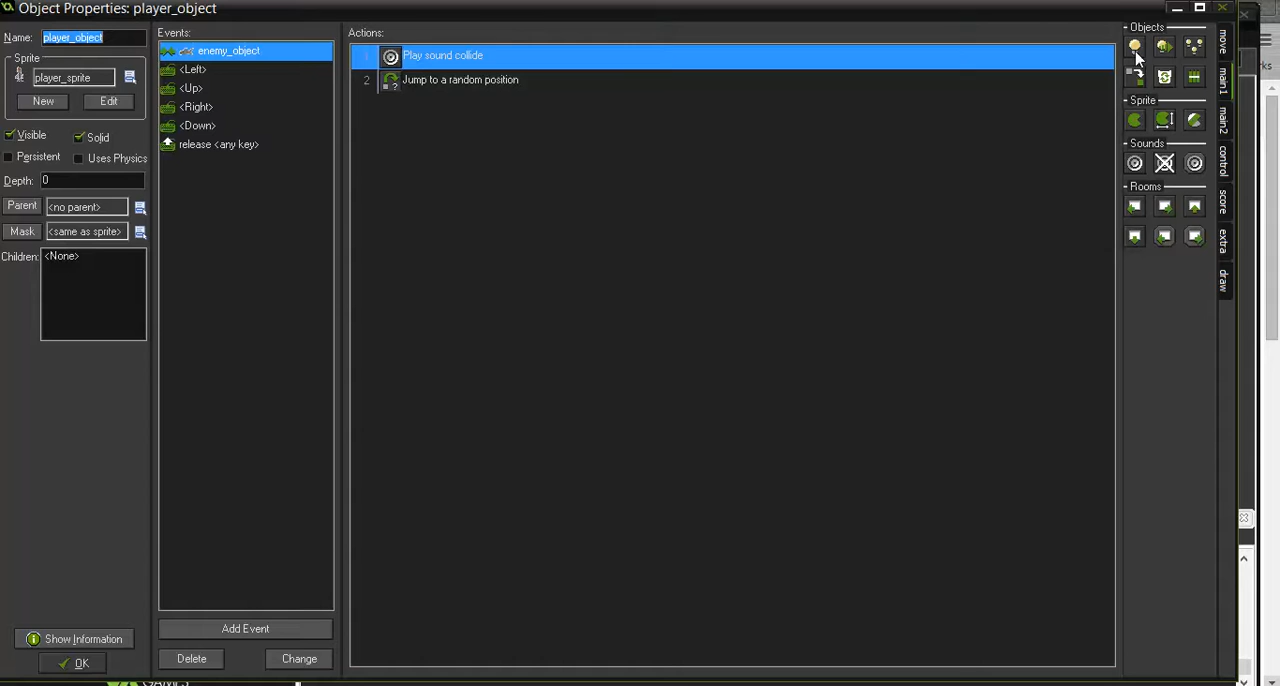 Object Properties: player_object
Name: player_object
Sprite
player_sprite
New Edit
Visible Solid
Persistent Uses Physics
Depth: 0
Parent <no parent>
Mask <same as sprite>
Children: <None>
Show Information
OK
Events:
enemy_object
<Left>
<Up>
<Right>
<Down>
release <any key>
Add Event
Delete Change
Actions:
1 Play sound collide
2 Jump to a random position
Objects
Sprite
Sounds
Rooms
move
main1
main2
control
score
extra
draw
ks